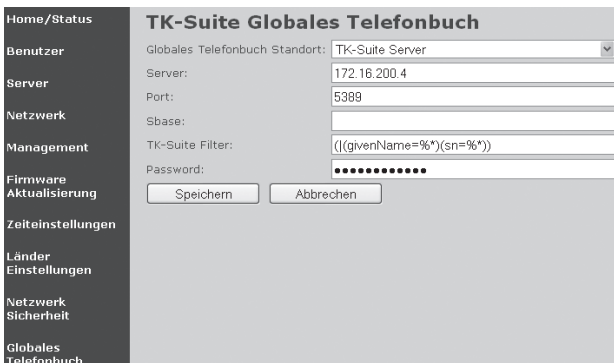 Home/Status
Benutzer
Server
Netzwerk
Management
Firmware
Aktualisierung
Zeiteinstellungen
Länder
Einstellungen
Netzwerk
Sicherheit
Globales
Telefonbuch
TK-Suite Globales Telefonbuch
Globales Telefonbuch Standort: TK-Suite Server
Server: 172.16.200.4
Port: 5389
Sbase:
TK-Suite Filter: (|(givenName=%*)(sn=%*))
Password: ●●●●●●●●●●●●
Speichern Abbrechen